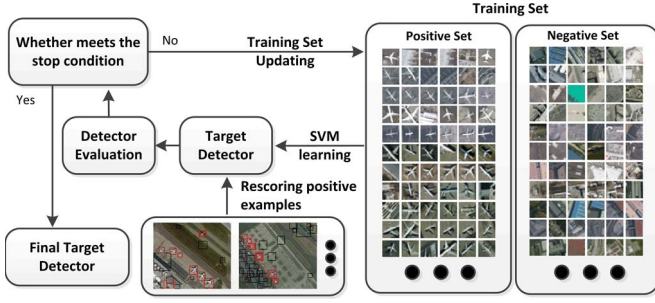 Training Set
Whether meets the
stop condition
No
Training Set
Updating
Positive Set
Negative Set
Yes
Detector
Evaluation
Target
Detector
SVM
learning
Rescoring positive
examples
Final Target
Detector